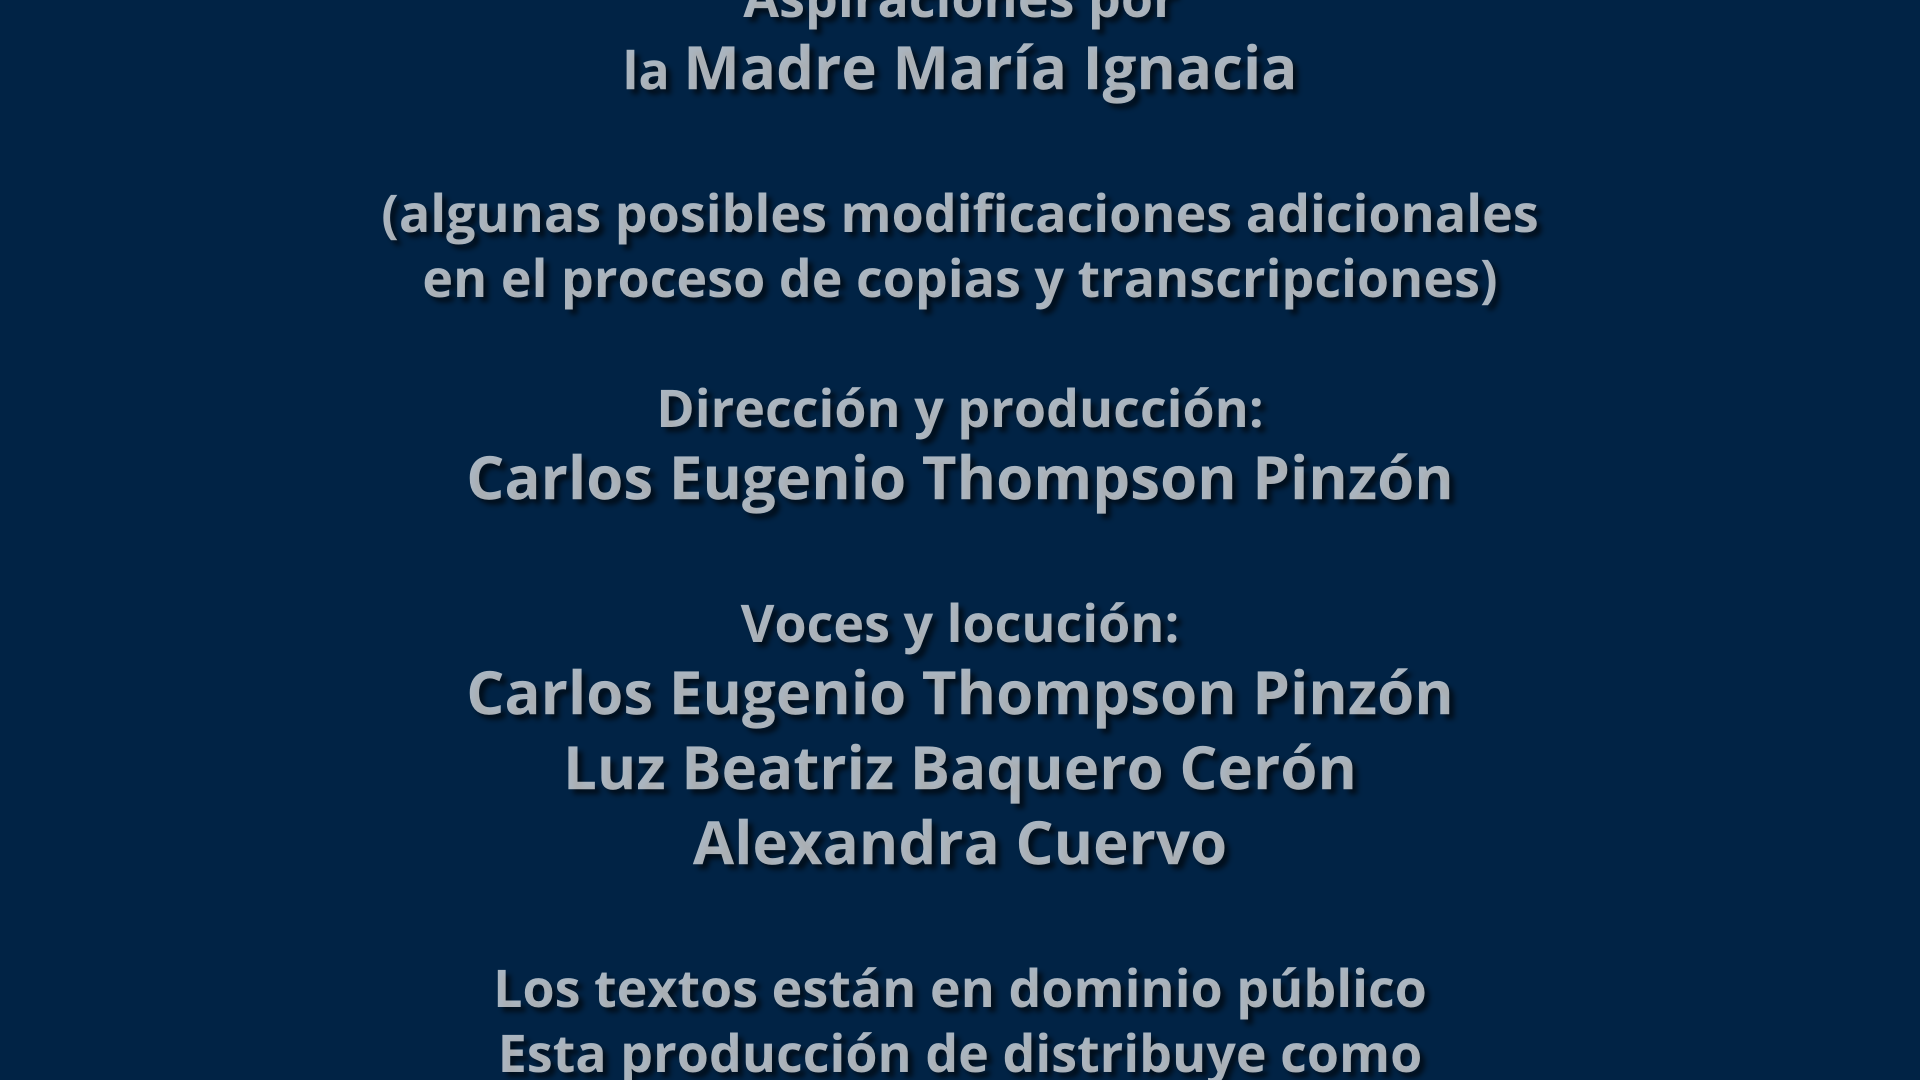 Aspiraciones por
la Madre María Ignacia
(algunas posibles modificaciones adicionales
en el proceso de copias y transcripciones)
Dirección y producción:
Carlos Eugenio Thompson Pinzón
Voces y locución:
Carlos Eugenio Thompson Pinzón
Luz Beatriz Baquero Cerón
Alexandra Cuervo
Los textos están en dominio público
Esta producción de distribuye como